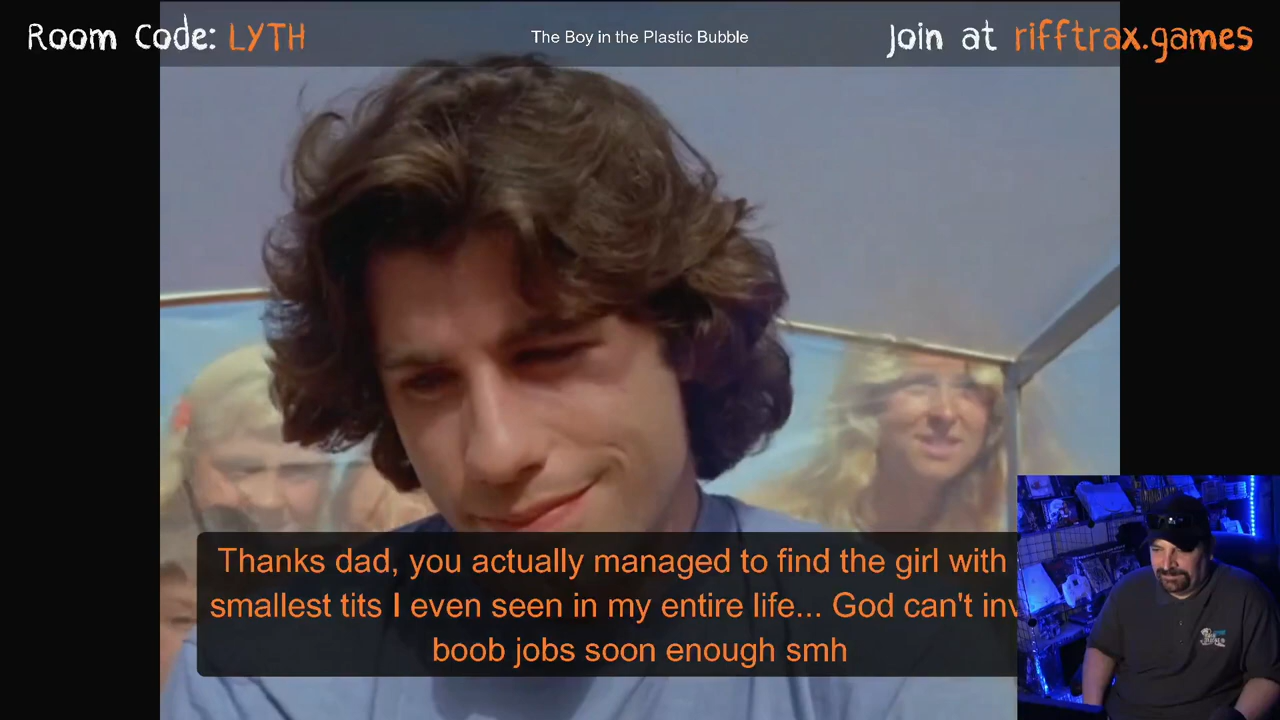 Room Code: LYTH
The Boy in the Plastic Bubble
Join at rifftrax.games
Thanks dad, you actually managed to find the girl with
smallest tits I even seen in my entire life... God can't inv
boob jobs soon enough smh